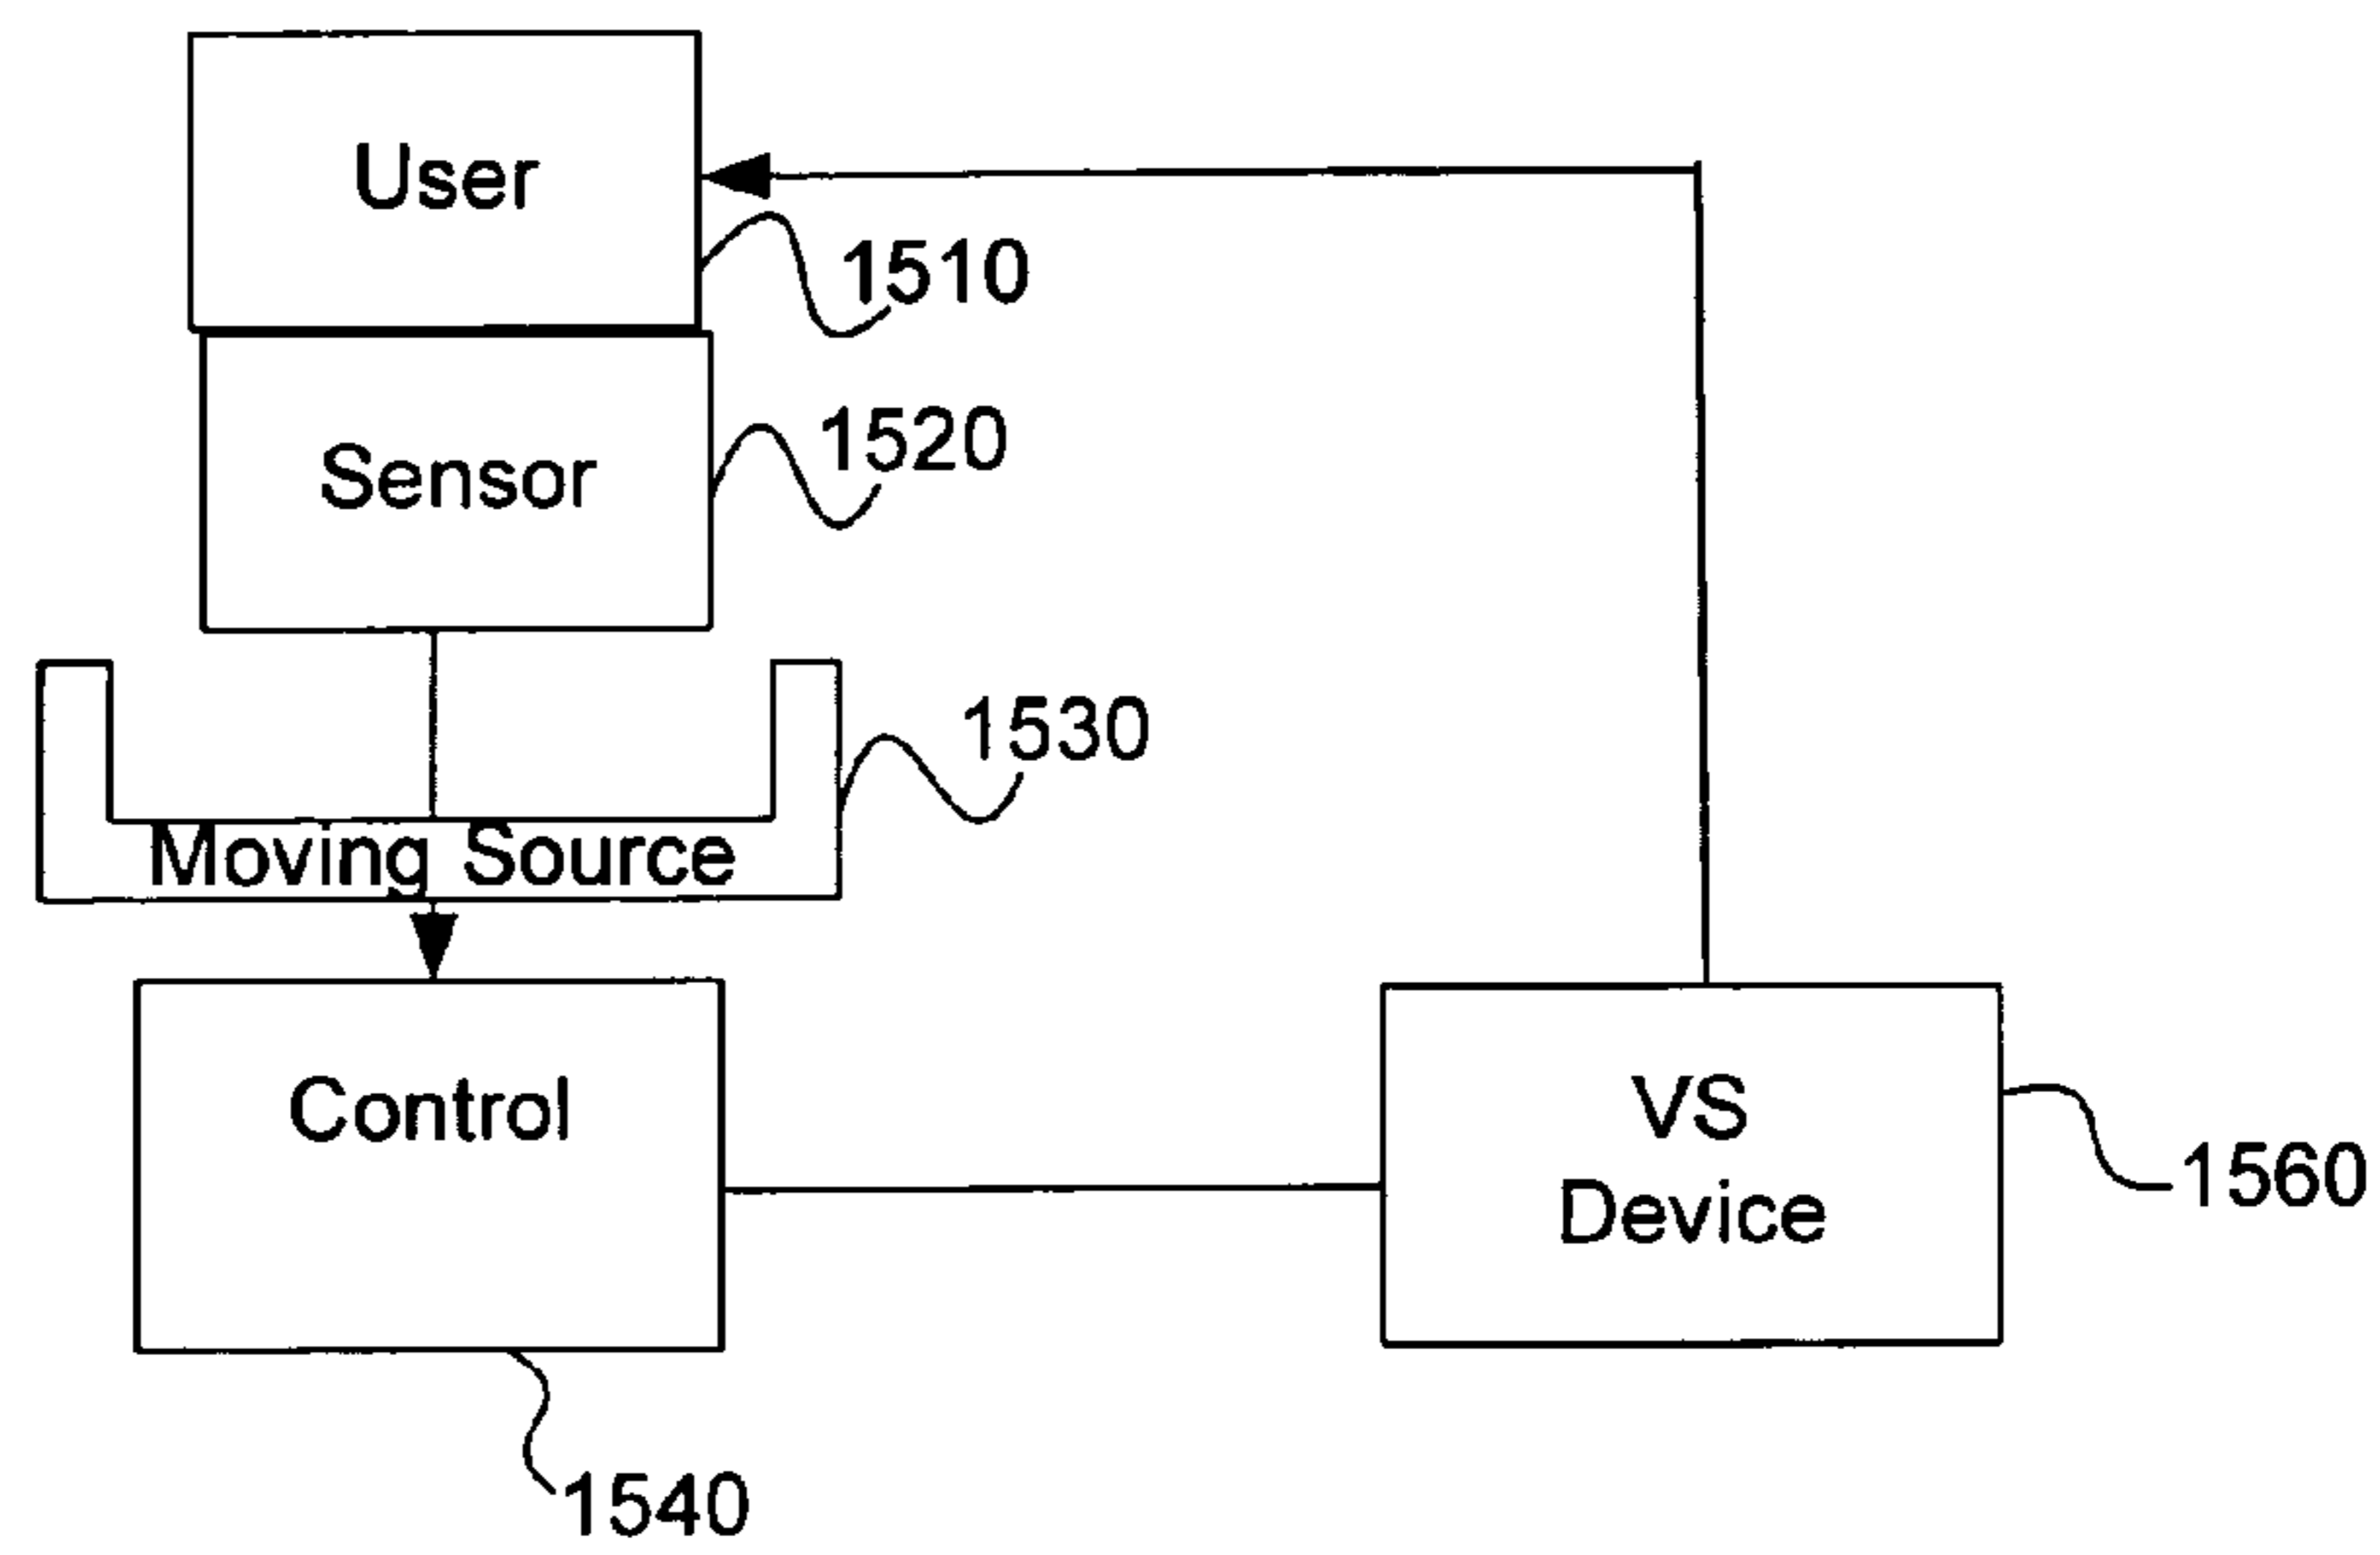 User
1510
1520
Sensor
1530
Moving Source
Control
VS
Device
1560
1540